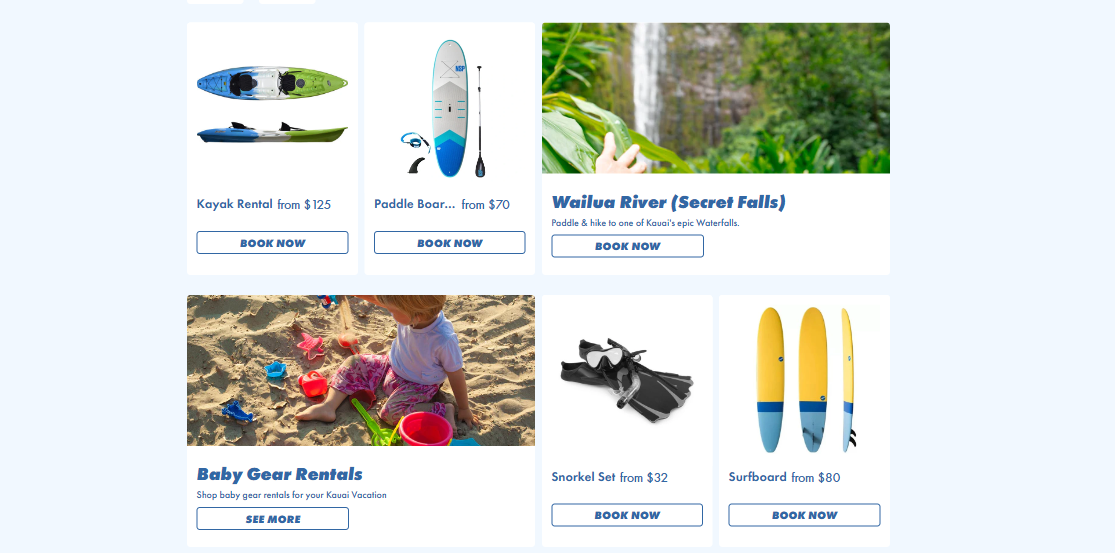 NSP
Kayak Rental from $125
Paddle Boar... from $70
Wailua River (Secret Falls)
Paddle & hike to one of Kauai's epic Waterfalls.
BOOK NOW
BOOK NOW
BOOK NOW
Baby Gear Rentals
Shop baby gear rentals for your Kauai Vacation
SEE MORE
Snorkel Set from $32
Surfboard from $80
BOOK NOW
BOOK NOW